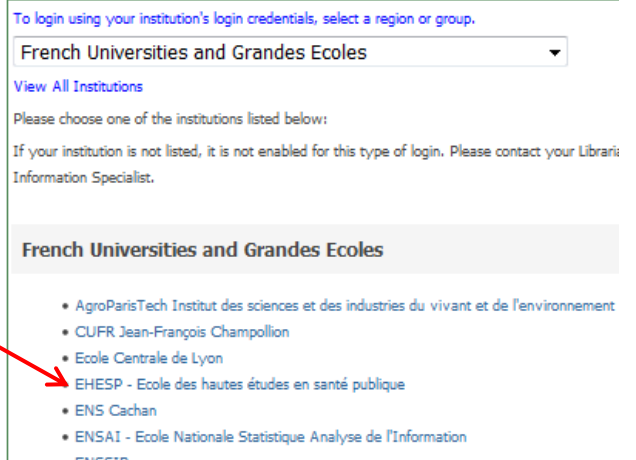 To login using your institution's login credentials, select a region or group.
French Universities and Grandes Ecoles
View All Institutions
Please choose one of the institutions listed below:
If your institution is not listed, it is not enabled for this type of login. Please contact your
Information Specialist.
French Universities and Grandes Ecoles
• AgroParisTech Institut des sciences et des industries du vivant et de l'environnement
• CUFR Jean-François Champollion
• Ecole Centrale de Lyon
• EHESP - Ecole des hautes études en santé publique
• ENS Cachan
• ENSAI - Ecole Nationale Statistique Analyse de l'Information